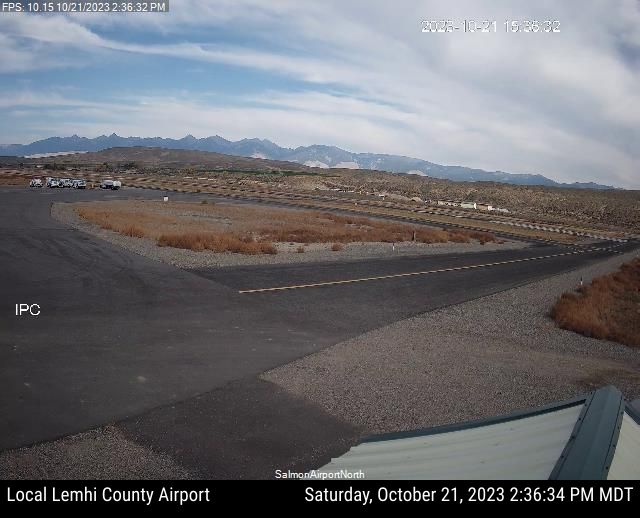 FPS: 10.15 10/21/2023 2:36:32 PM
2023-10-21 15:36:32
IPC
SalmonAirportNorth
Local Lemhi County Airport
Saturday, October 21, 2023 2:36:34 PM MDT